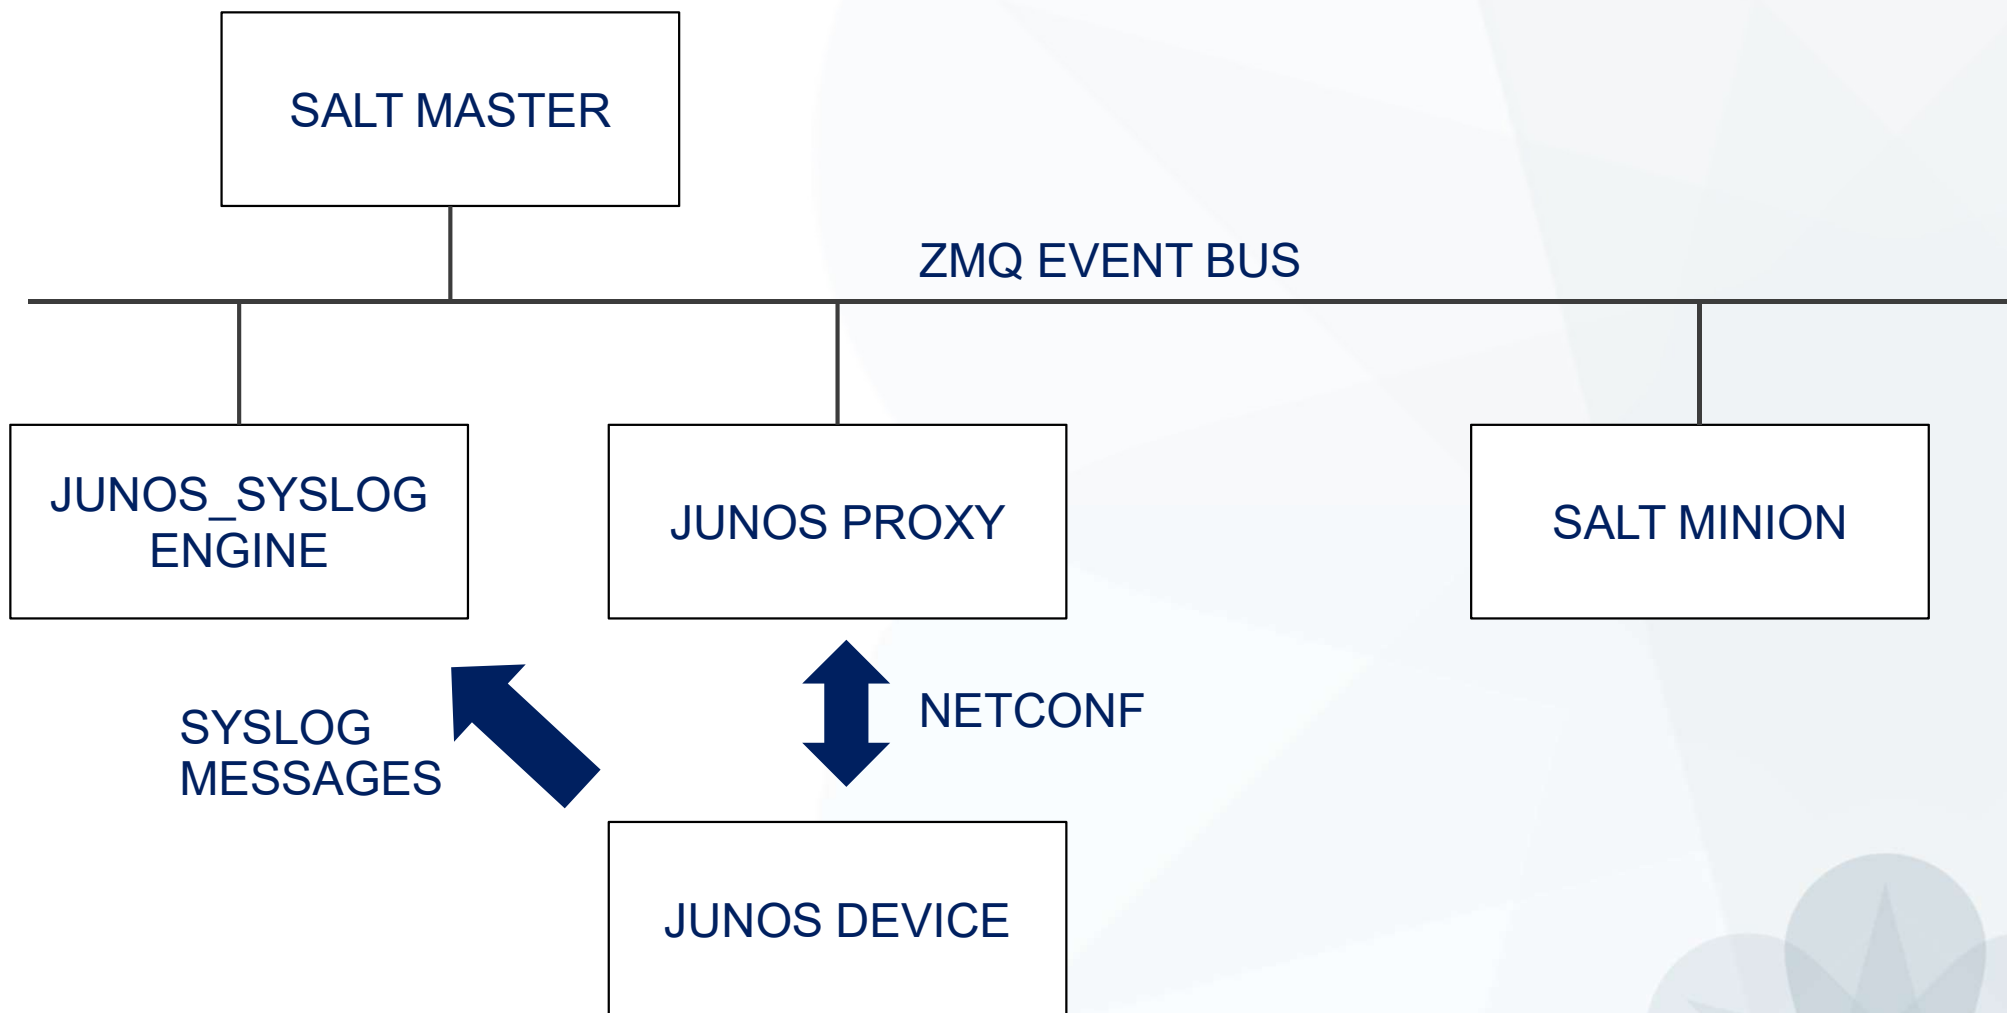 SALT MASTER
ZMQ EVENT BUS
JUNOS_SYSLOG
ENGINE
JUNOS PROXY
SALT MINION
SYSLOG
MESSAGES
NETCONF
JUNOS DEVICE